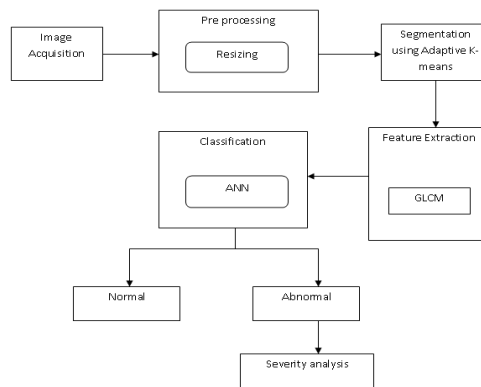 Image
Acquisition
Pre processing
Resizing
Segmentation
using Adaptive K-
means
Feature Extraction
GLCM
Classification
ANN
Normal
Abnormal
Severity analysis